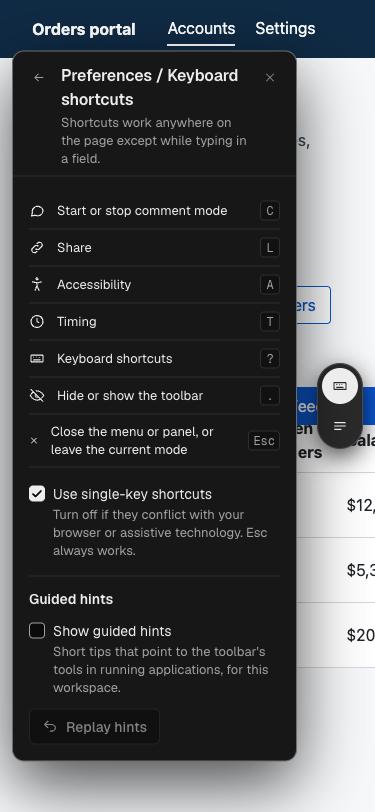 Orders portal
Accounts
Settings
Preferences / Keyboard
shortcuts
Shortcuts work anywhere on
the page except while typing in
a field.
Start or stop comment mode
C
Share
L
Accessibility
A
Timing
T
Keyboard shortcuts
?
Hide or show the toolbar
.
Close the menu or panel, or
leave the current mode
Esc
Use single-key shortcuts
Turn off if they conflict with your
browser or assistive technology. Esc
always works.
Guided hints
Show guided hints
Short tips that point to the toolbar's
tools in running applications, for this
workspace.
Replay hints
$12,
$5,3
$20